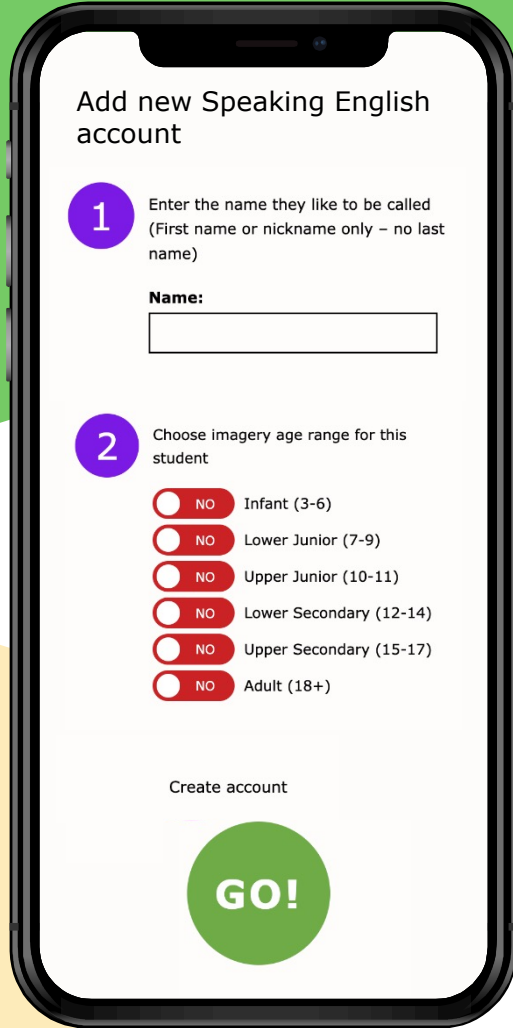 Add new Speaking English
account
1
Enter the name they like to be called
(First name or nickname only – no last
name)
Name:
2
Choose imagery age range for this
student
NO Infant (3-6)
NO Lower Junior (7-9)
NO Upper Junior (10-11)
NO Lower Secondary (12-14)
NO Upper Secondary (15-17)
NO Adult (18+)
Create account
GO!